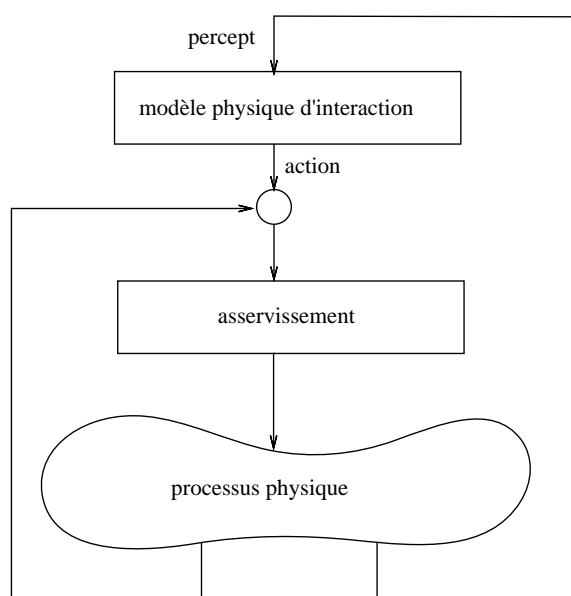 percept
modèle physique d'interaction
action
asservissement
processus physique